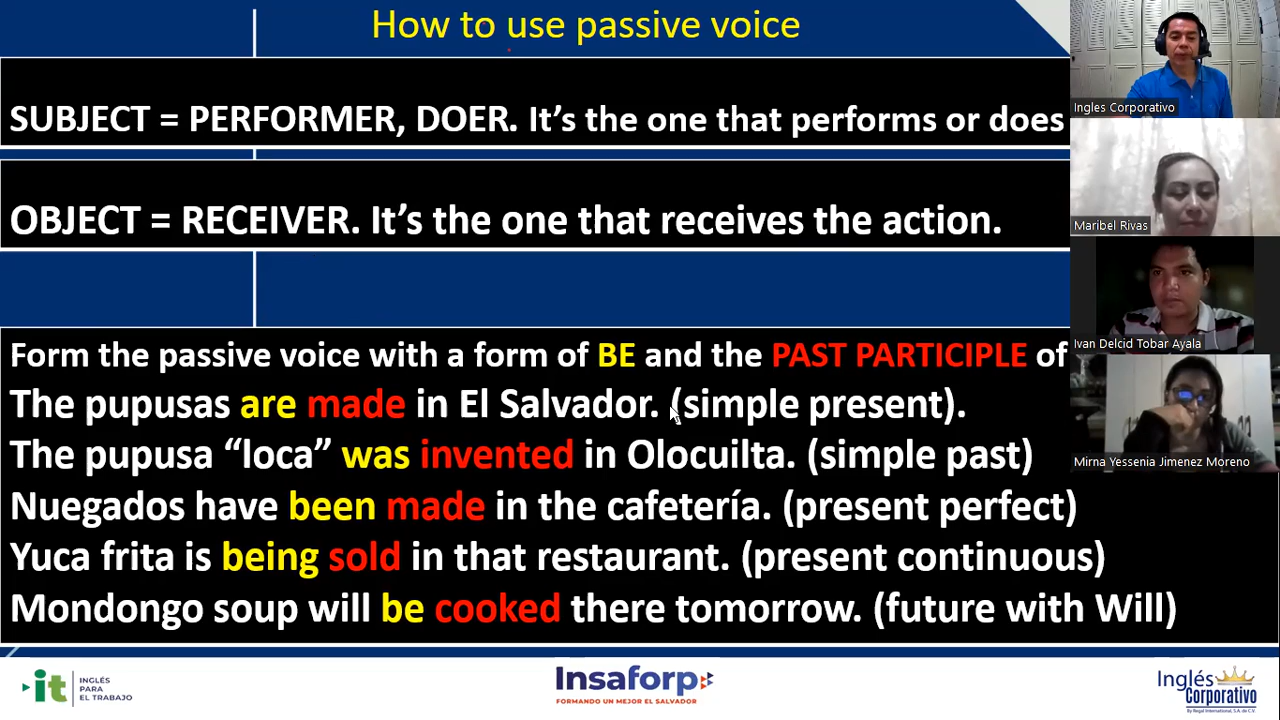 How to use passive voice
SUBJECT = PERFORMER, DOER. It's the one that performs or does
OBJECT = RECEIVER. It's the one that receives the action.
Form the passive voice with a form of BE and the PAST PARTICIPLE of
The pupusas are made in El Salvador. (simple present).
The pupusa “loca” was invented in Olocuilta. (simple past)
Nuegados have been made in the cafetería. (present perfect)
Yuca frita is being sold in that restaurant. (present continuous)
Mondongo soup will be cooked there tomorrow. (future with Will)
Ingles Corporativo
Maribel Rivas
Ivan Delcid Tobar Ayala
Mirna Yessenia Jimenez Moreno
it INGLÉS
PARA
EL TRABAJO
Insaforp
FORMANDO UN MEJOR EL SALVADOR
Inglés
Corporativo
By Regal International, S.A. de C.V.